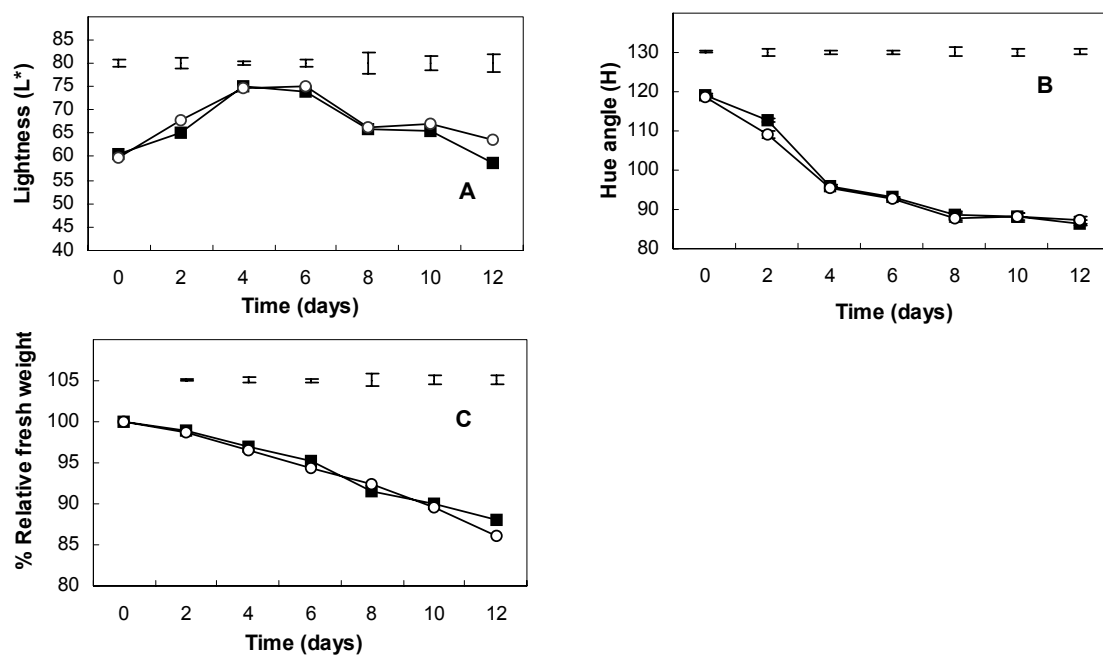 Lightness (L*)
85
80
75
70
65
60
55
50
45
40
A
0 2 4 6 8 10 12
Time (days)
Hue angle (H)
130
120
110
100
90
80
B
0 2 4 6 8 10 12
Time (days)
% Relative fresh weight
105
100
95
90
85
80
C
0 2 4 6 8 10 12
Time (days)